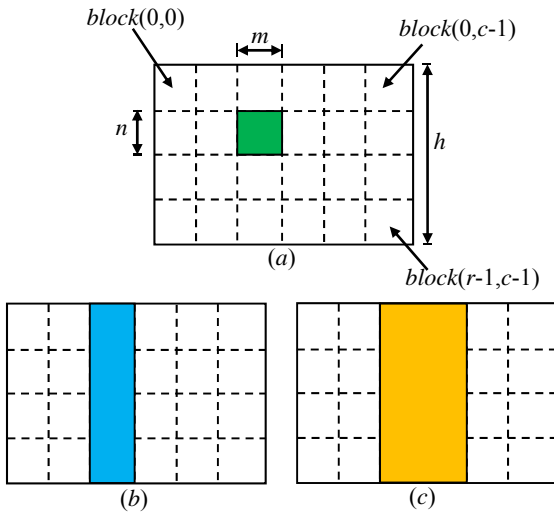 block(0,0)
m
block(0,c-1)
n
h
(a)
block(r-1,c-1)
(b)
(c)